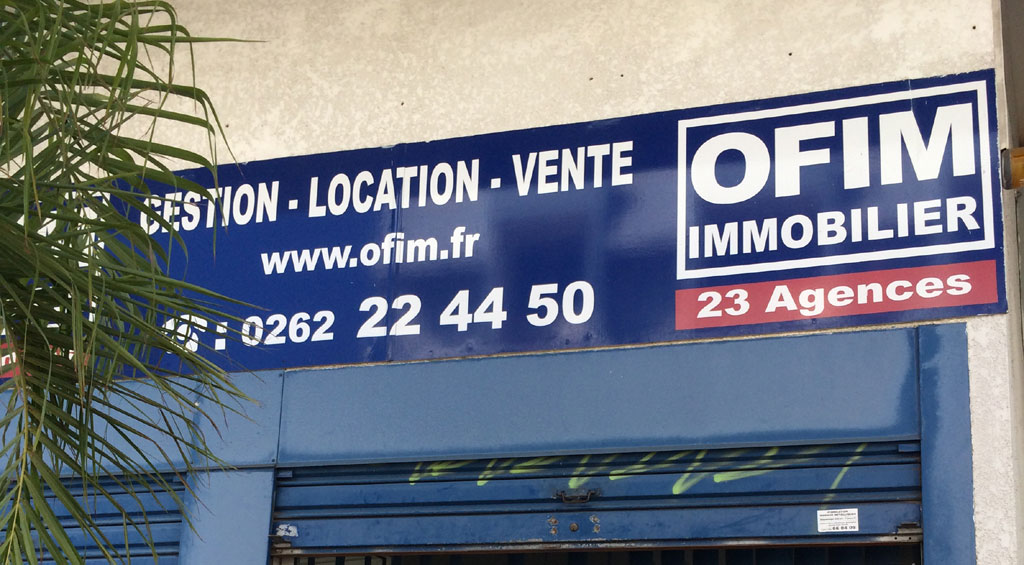 GESTION - LOCATION - VENTE
www.ofim.fr
: 0262 22 44 50
OFIM
IMMOBILIER
23 Agences